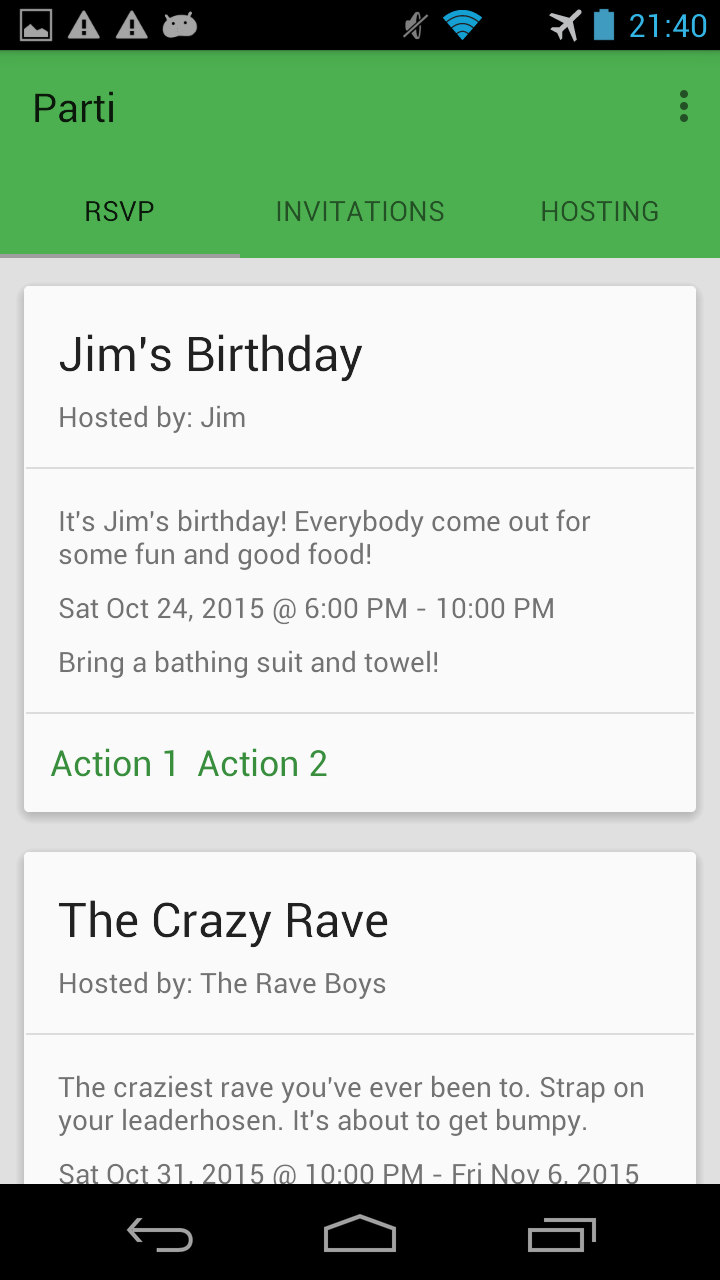 21:40
Parti
RSVP INVITATIONS HOSTING
Jim's Birthday
Hosted by: Jim
It's Jim's birthday! Everybody come out for
some fun and good food!
Sat Oct 24, 2015 @ 6:00 PM - 10:00 PM
Bring a bathing suit and towel!
Action 1 Action 2
The Crazy Rave
Hosted by: The Rave Boys
The craziest rave you've ever been to. Strap on
your leaderhosen. It's about to get bumpy.
Sat Oct 31, 2015 @ 10:00 PM - Fri Nov 6, 2015